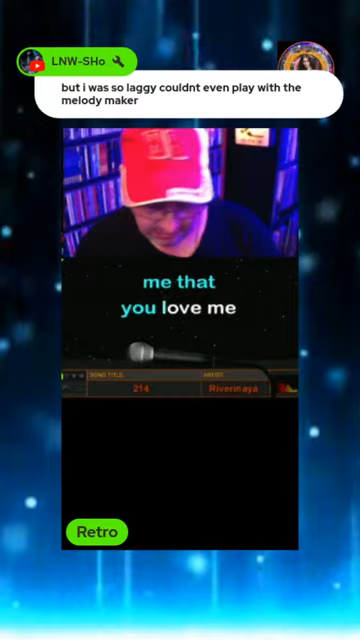 LNW-SHo
but i was so laggy couldnt even play with the
melody maker
me that
you love me
SONG TITLE:
ARTIST:
214
Rivermaya
Retro